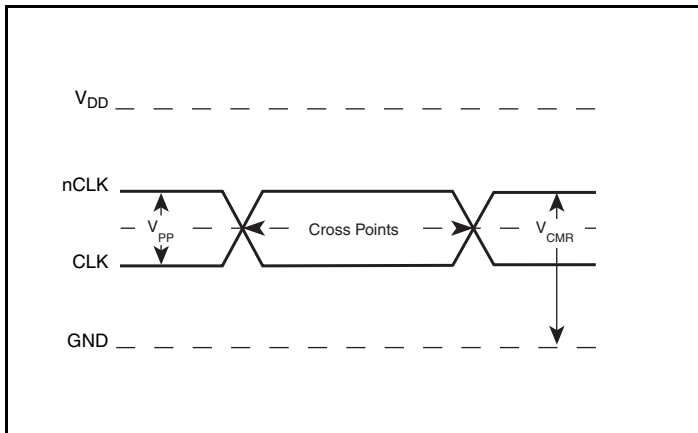 VDD
nCLK
VPP
Cross Points
VCMR
CLK
GND